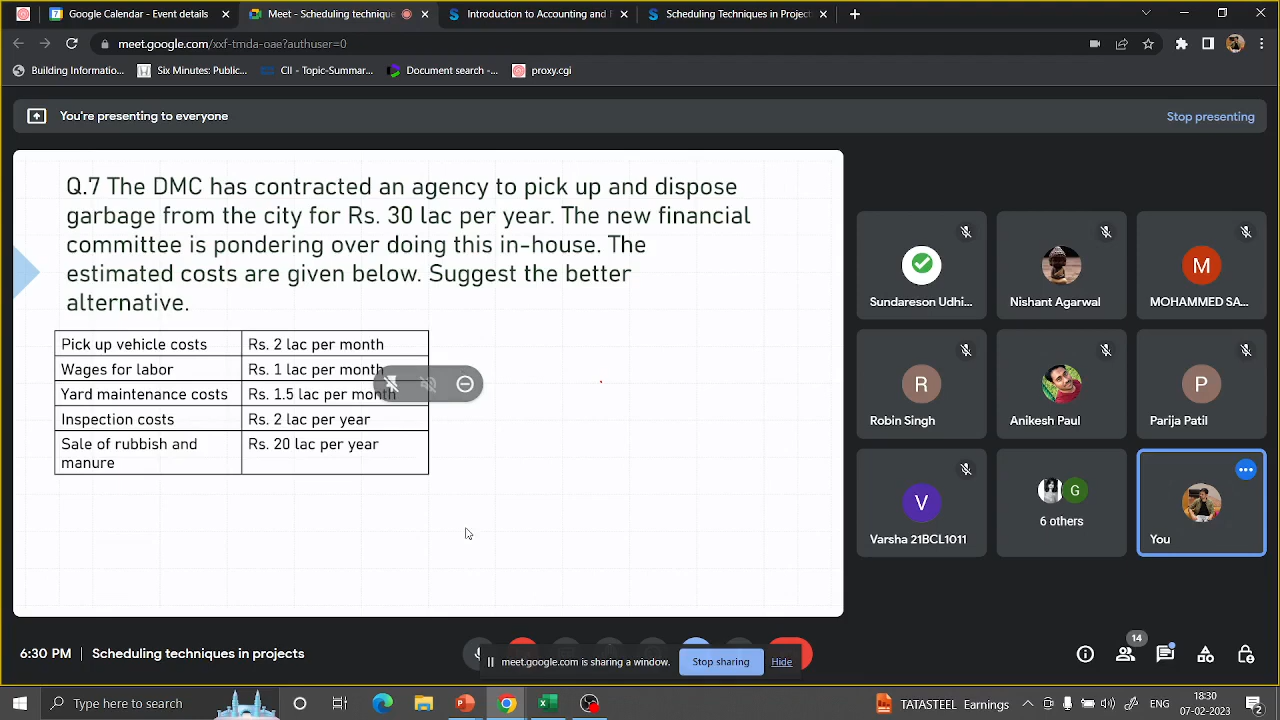 Google Calendar - Event details
Meet - Scheduling technique
Introduction to Accounting and
Scheduling Techniques in Project
meet.google.com/xxf-tmda-oae?authuser=0
Building Informatio...
Six Minutes: Public...
CII - Topic-Summar...
Document search -...
proxy.cgi
You're presenting to everyone
Stop presenting
Q.7 The DMC has contracted an agency to pick up and dispose
garbage from the city for Rs. 30 lac per year. The new financial
committee is pondering over doing this in-house. The
estimated costs are given below. Suggest the better
alternative.
Pick up vehicle costs Rs. 2 lac per month
Wages for labor Rs. 1 lac per month
Yard maintenance costs Rs. 1.5 lac per month
Inspection costs Rs. 2 lac per year
Sale of rubbish and Rs. 20 lac per year
manure
Sundareson Udhi...
Nishant Agarwal
M
MOHAMMED SA...
R
Robin Singh
Anikesh Paul
P
Parija Patil
V
Varsha 21BCL1011
G
6 others
You
6:30 PM | Scheduling techniques in projects
meet.google.com is sharing a window.
Stop sharing
Hide
14
Type here to search
TATASTEEL Earnings
18:30
07-02-2023
2